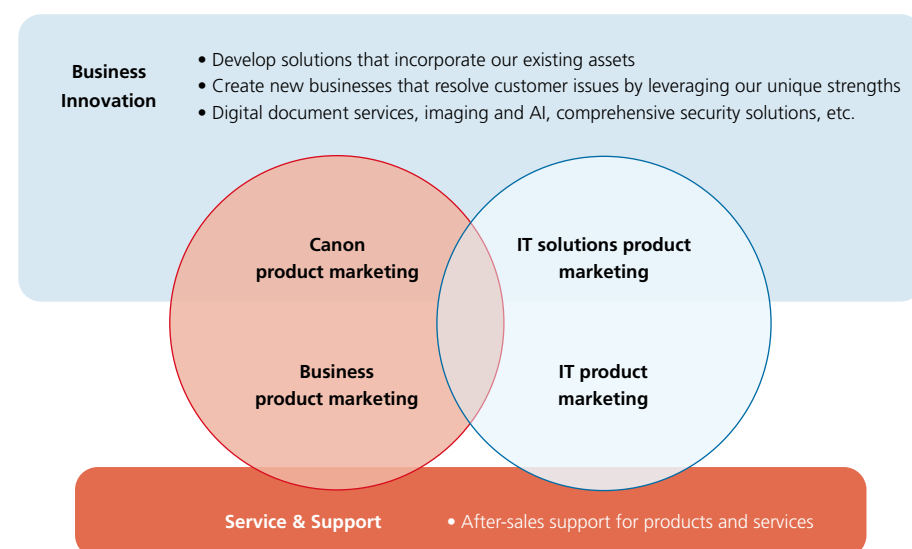 Business
Innovation
• Develop solutions that incorporate our existing assets
• Create new businesses that resolve customer issues by leveraging our unique strengths
• Digital document services, imaging and AI, comprehensive security solutions, etc.
Canon
product marketing
IT solutions product
marketing
Business
product marketing
IT product
marketing
Service & Support
• After-sales support for products and services